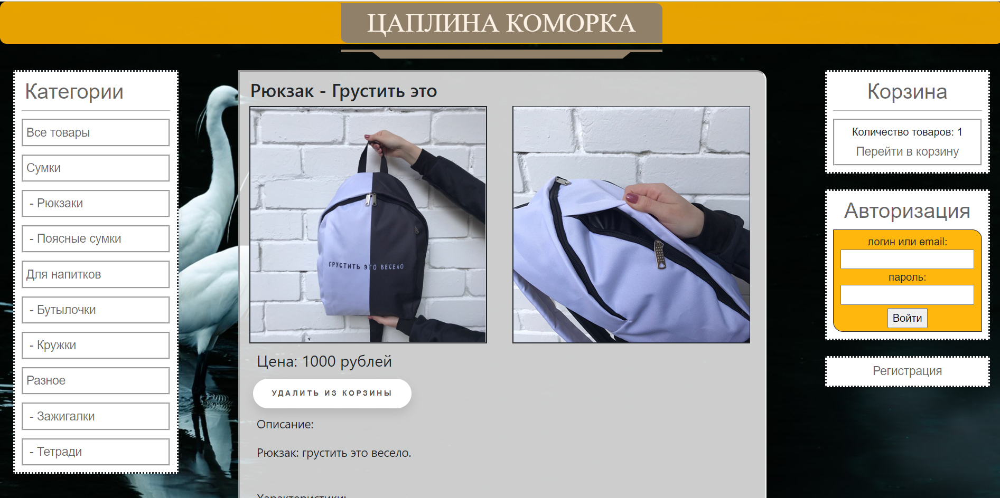 ЦАПЛИНА КОМОРКА
Категории
Все товары
Сумки
- Рюкзаки
- Поясные сумки
Для напитков
- Бутылочки
- Кружки
Разное
- Зажигалки
- Тетради
Рюкзак - Грустить это
ГРУСТИТЬ ЭТО ВЕСЕЛО
Цена: 1000 рублей
УДАЛИТЬ ИЗ КОРЗИНЫ
Описание:
Рюкзак: грустить это весело.
Характеристики:
Корзина
Количество товаров: 1
Перейти в корзину
Авторизация
логин или email:
пароль:
Войти
Регистрация